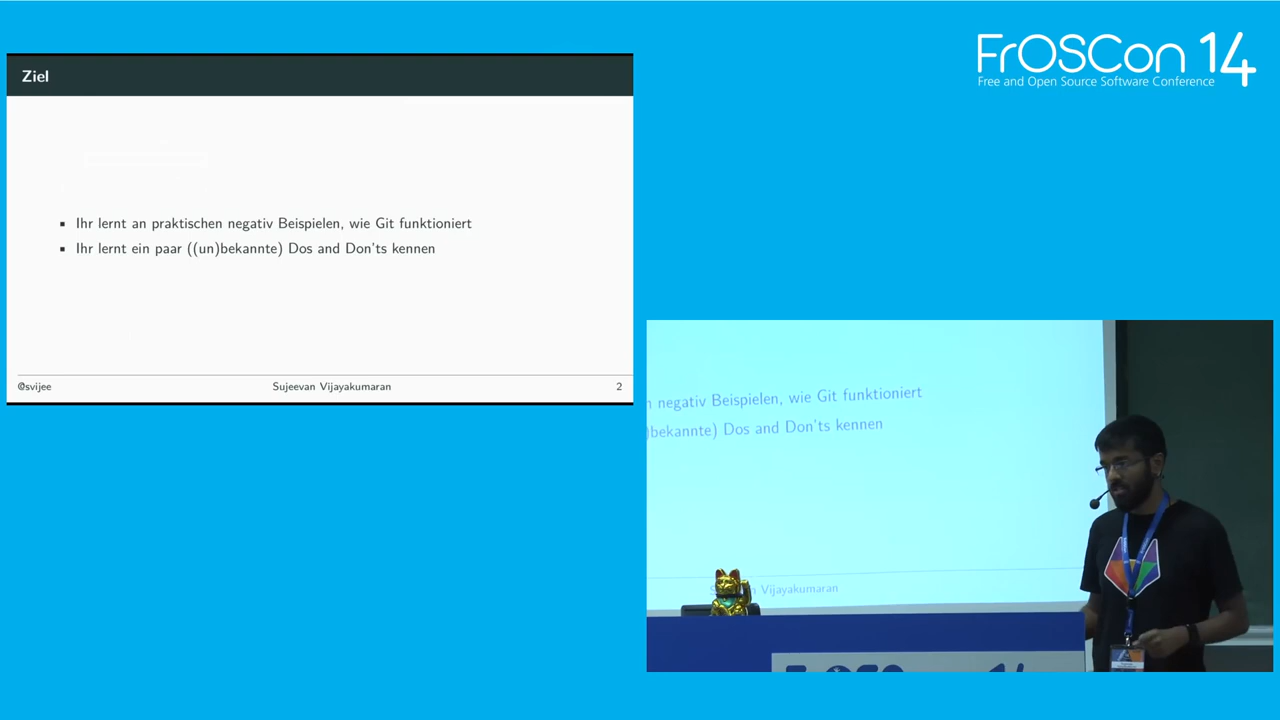 FrOSCon 14
Free and Open Source Software Conference
Ziel
Ihr lernt an praktischen negativ Beispielen, wie Git funktioniert
Ihr lernt ein paar ((un)bekannte) Dos and Don'ts kennen
@svijee Sujeevan Vijayakumaran 2
negativ Beispielen, wie Git funktioniert
)bekannte) Dos and Don'ts kennen
Vijayakumaran